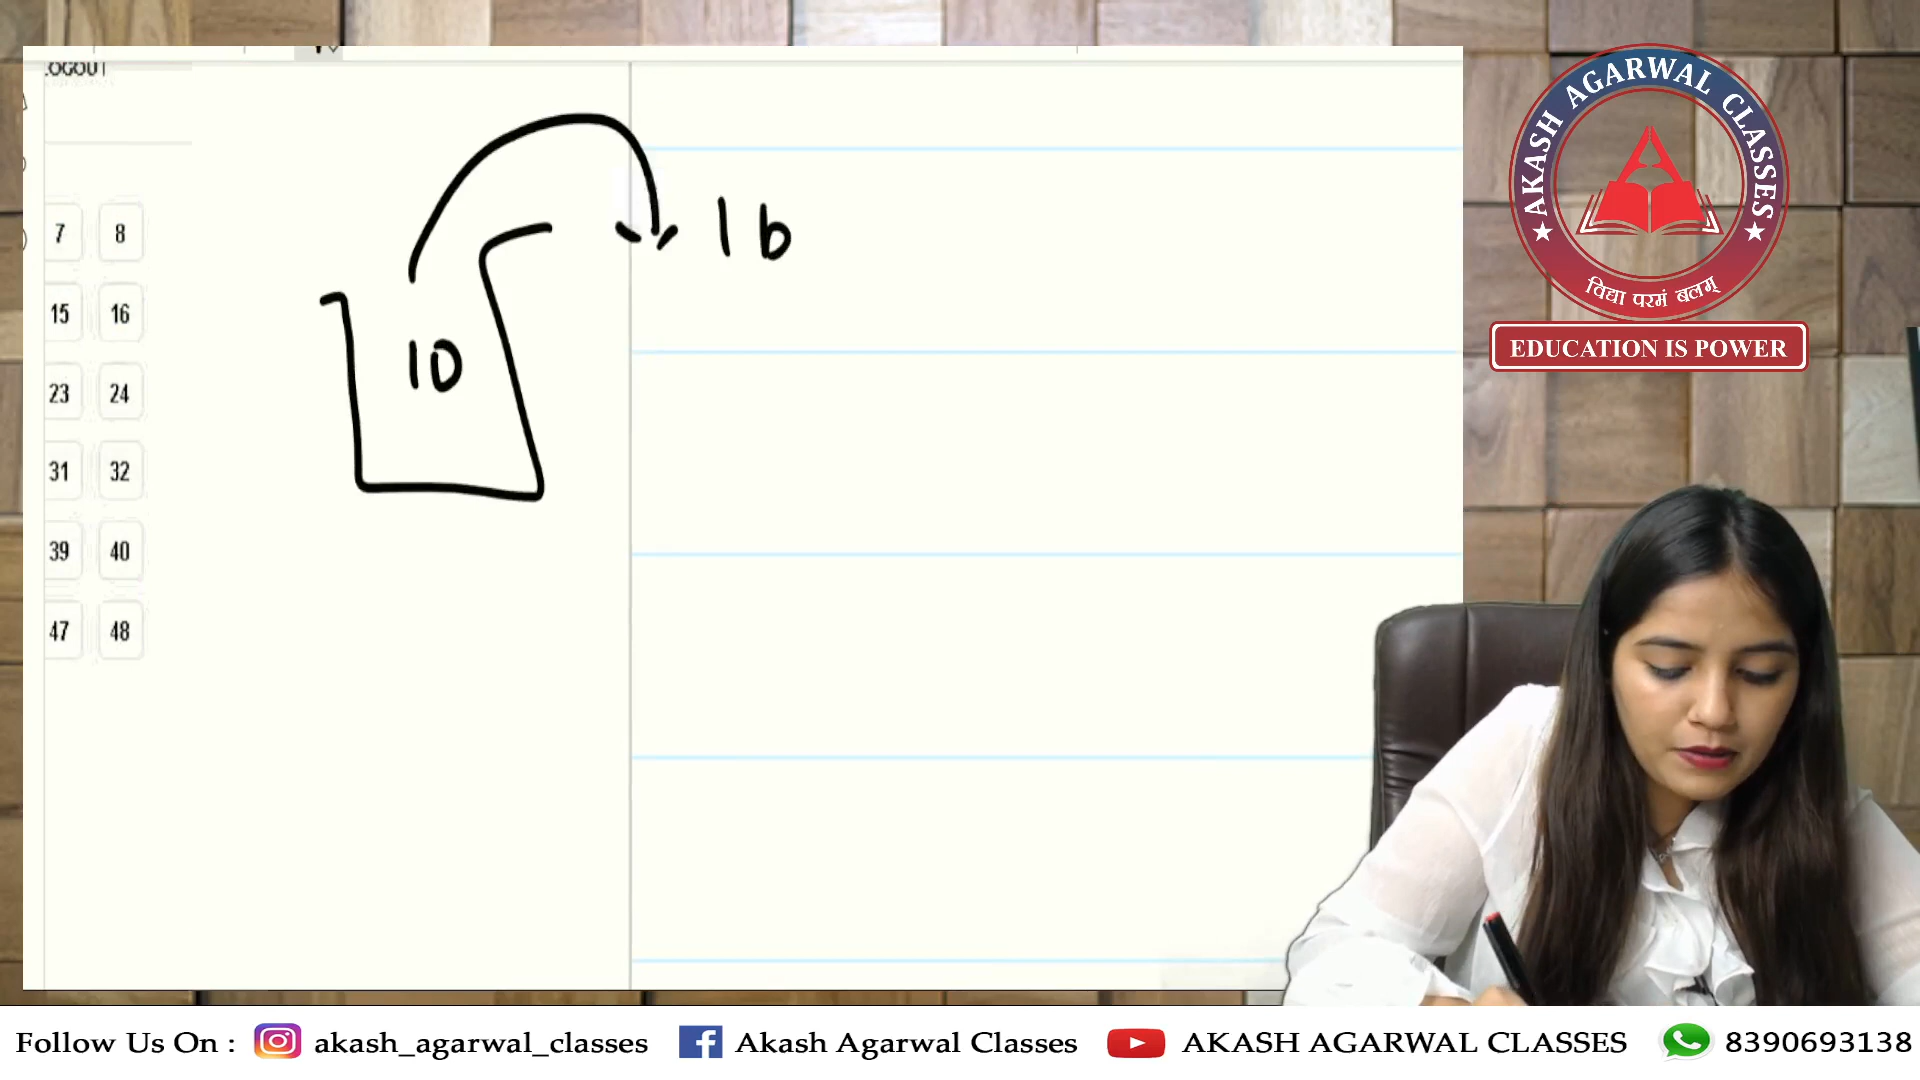 LOGOUT
7 8
15 16
23 24
31 32
39 40
47 48
1 b
10
AKASH AGARWAL CLASSES
विद्या परमं बलम्
EDUCATION IS POWER
Follow Us On : akash_agarwal_classes Akash Agarwal Classes AKASH AGARWAL CLASSES 8390693138